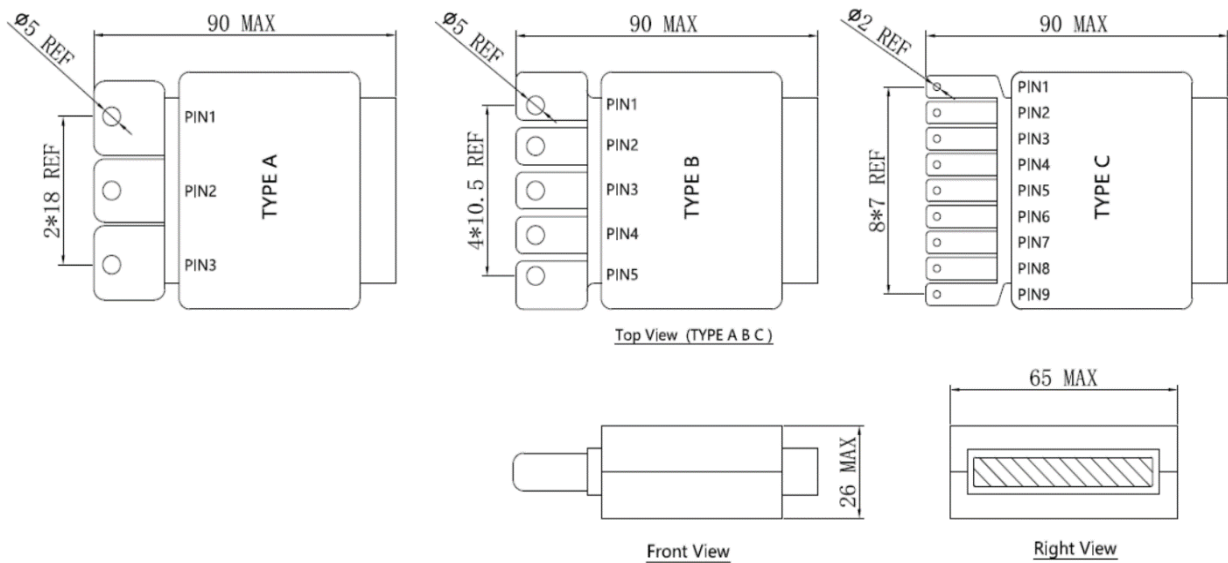 90 MAX
90 MAX
90 MAX
ø5 REF
ø5 REF
ø2 REF
2*18 REF
PIN1
PIN2
PIN3
TYPE A
4*10.5 REF
PIN1
PIN2
PIN3
PIN4
PIN5
TYPE B
8*7 REF
PIN1
PIN2
PIN3
PIN4
PIN5
PIN6
PIN7
PIN8
PIN9
TYPE C
Top View (TYPE A B C)
65 MAX
26 MAX
Front View
Right View